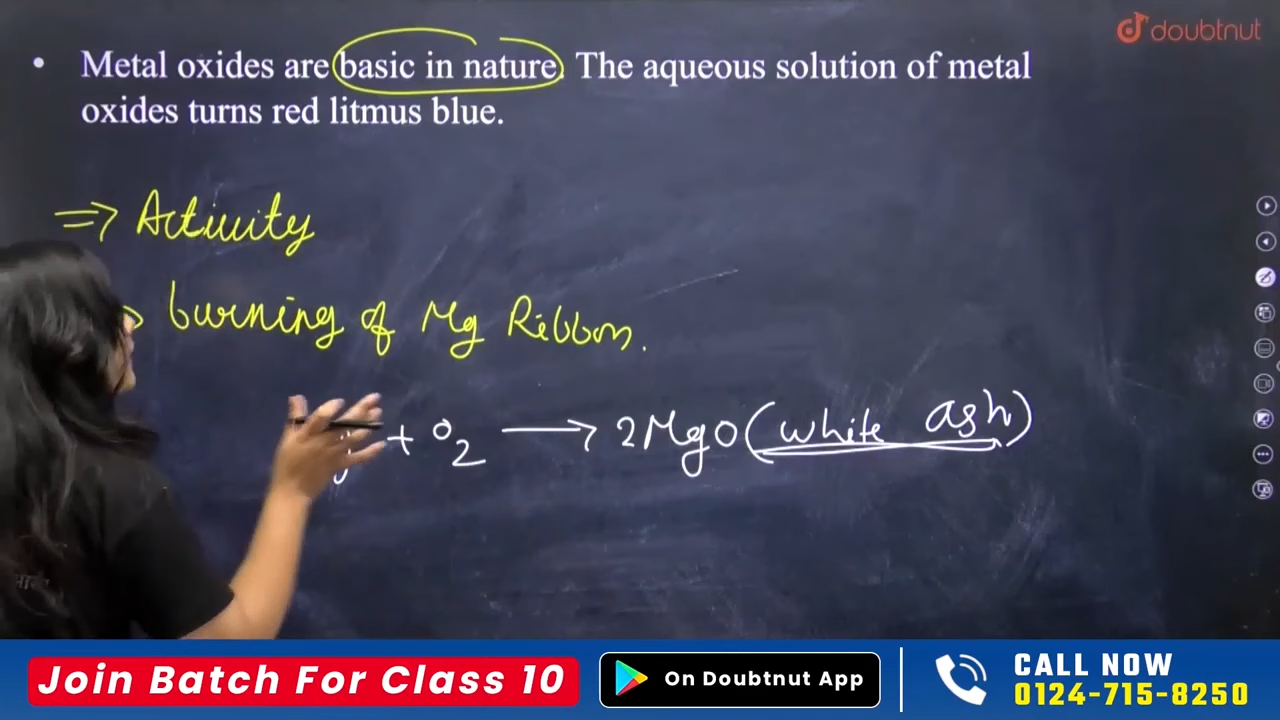 doubtnut
• Metal oxides are basic in nature. The aqueous solution of metal
oxides turns red litmus blue.
⇒ Activity
burning of Mg Ribbon.
+ O2 ⟶ 2MgO (white ash)
Join Batch For Class 10
On Doubtnut App
CALL NOW
0124-715-8250